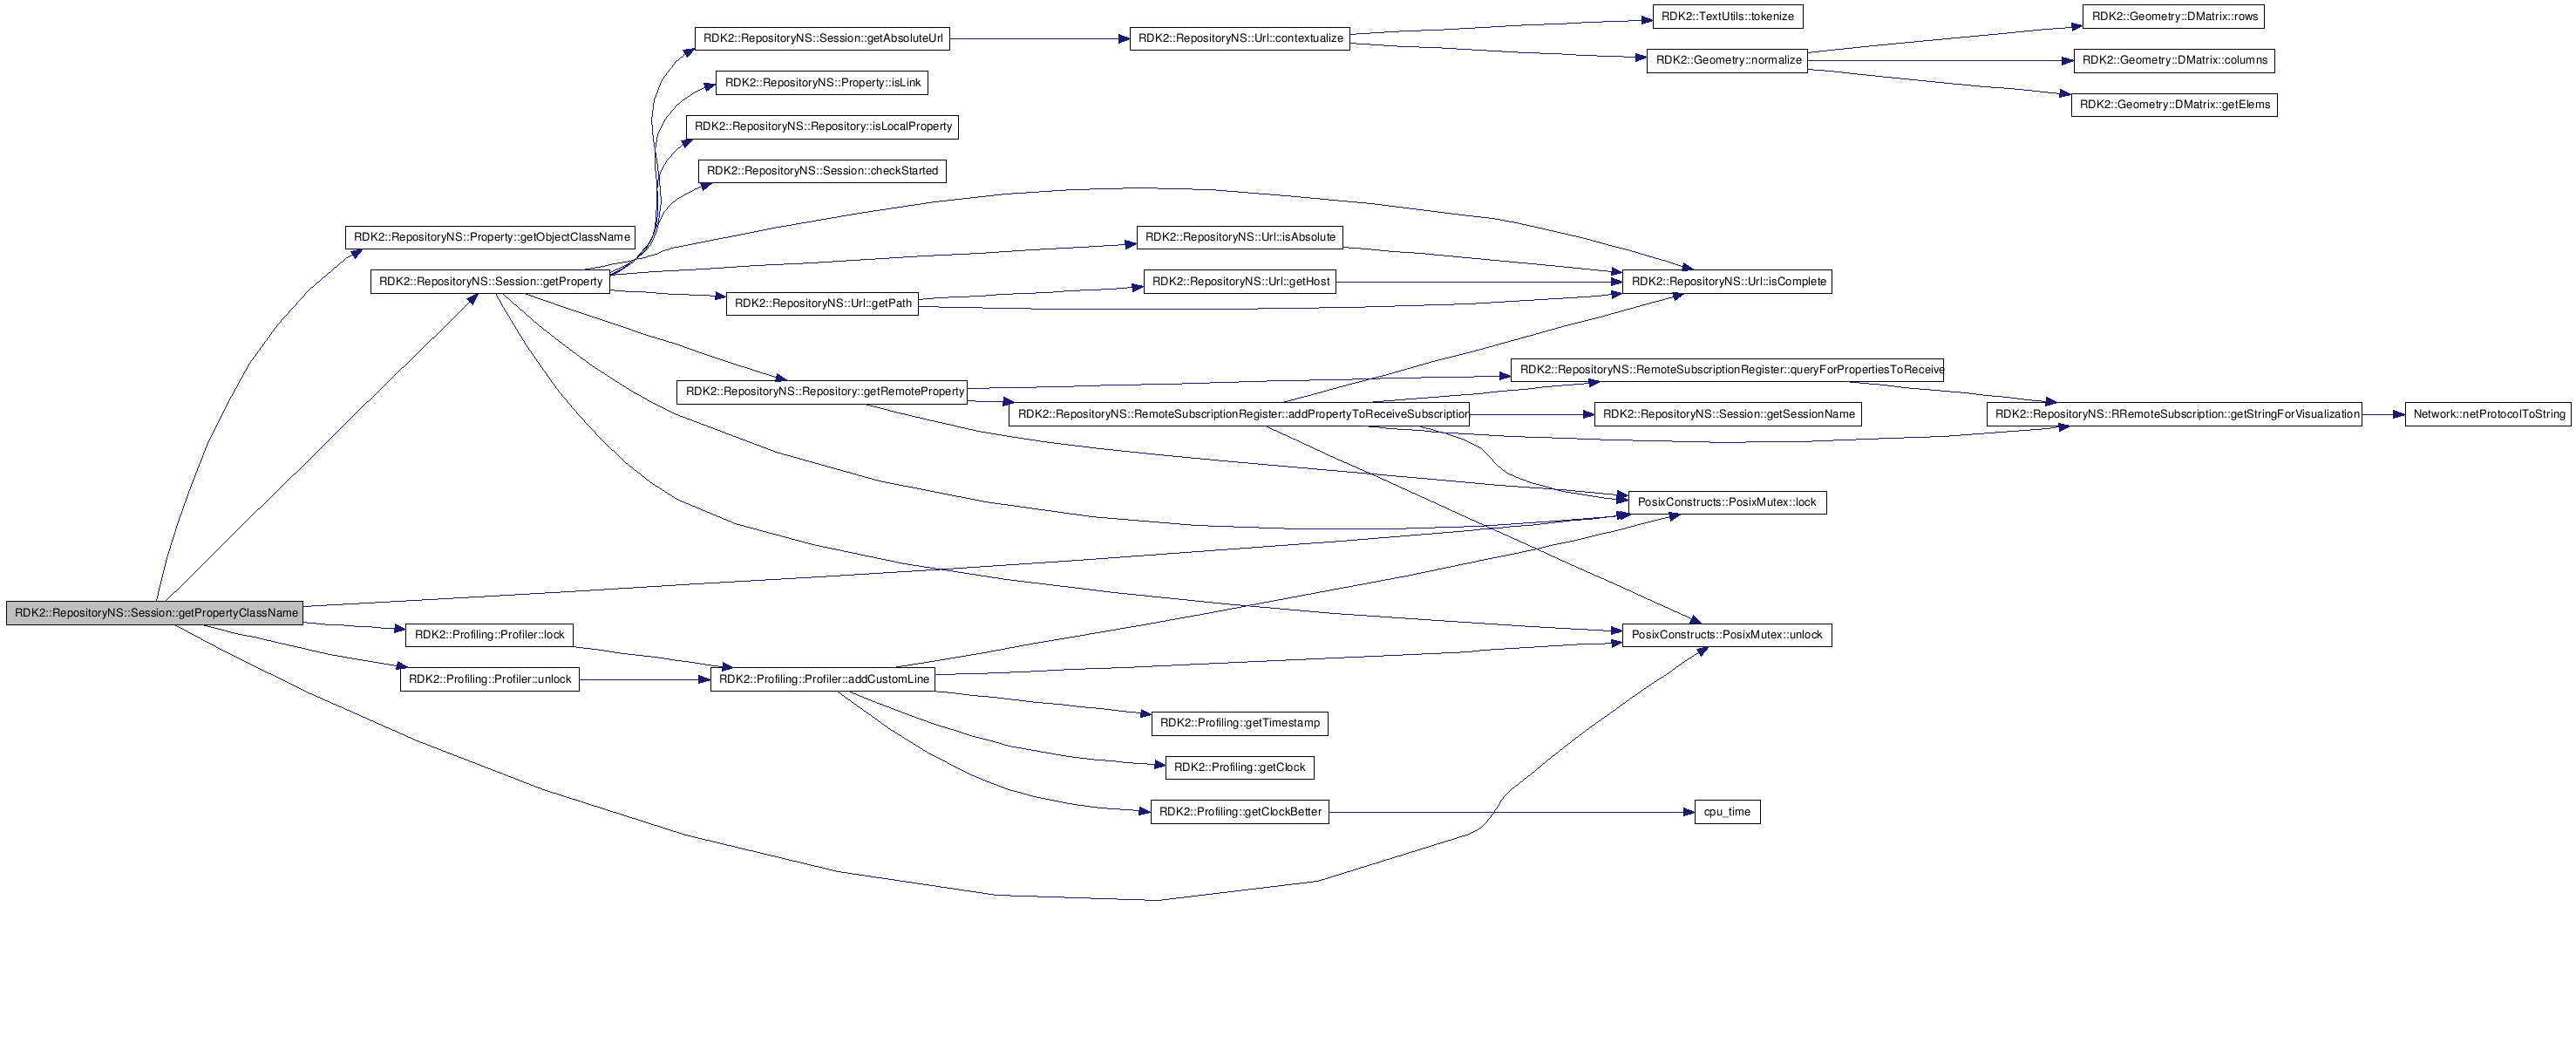 RDK2::TextUtils::tokenize
RDK2::Geometry::DMatrix::rows
RDK2::RepositoryNS::Session::getAbsoluteUrl
RDK2::RepositoryNS::Url::contextualize
RDK2::Geometry::normalize
RDK2::Geometry::DMatrix::columns
RDK2::RepositoryNS::Property::isLink
RDK2::Geometry::DMatrix::getElems
RDK2::RepositoryNS::Repository::isLocalProperty
RDK2::RepositoryNS::Session::checkStarted
RDK2::RepositoryNS::Property::getObjectClassName
RDK2::RepositoryNS::Url::isAbsolute
RDK2::RepositoryNS::Session::getProperty
RDK2::RepositoryNS::Url::getHost
RDK2::RepositoryNS::Url::isComplete
RDK2::RepositoryNS::Url::getPath
RDK2::RepositoryNS::RemoteSubscriptionRegister::queryForPropertiesToReceive
RDK2::RepositoryNS::Repository::getRemoteProperty
RDK2::RepositoryNS::RemoteSubscriptionRegister::addPropertyToReceiveSubscription
RDK2::RepositoryNS::Session::getSessionName
RDK2::RepositoryNS::RRemoteSubscription::getStringForVisualization
Network::netProtocolToString
PosixConstructs::PosixMutex::lock
RDK2::RepositoryNS::Session::getPropertyClassName
RDK2::Profiling::Profiler::lock
PosixConstructs::PosixMutex::unlock
RDK2::Profiling::Profiler::unlock
RDK2::Profiling::Profiler::addCustomLine
RDK2::Profiling::getTimestamp
RDK2::Profiling::getClock
RDK2::Profiling::getClockBetter
cpu_time